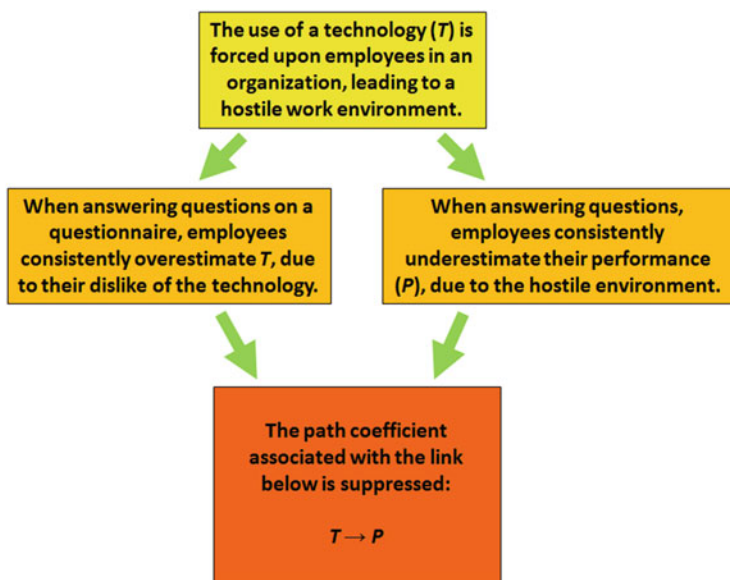 The use of a technology (T) is
forced upon employees in an
organization, leading to a
hostile work environment.
When answering questions on a
questionnaire, employees
consistently overestimate T, due
to their dislike of the technology.
When answering questions,
employees consistently
underestimate their performance
(P), due to the hostile environment.
The path coefficient
associated with the link
below is suppressed:
T → P